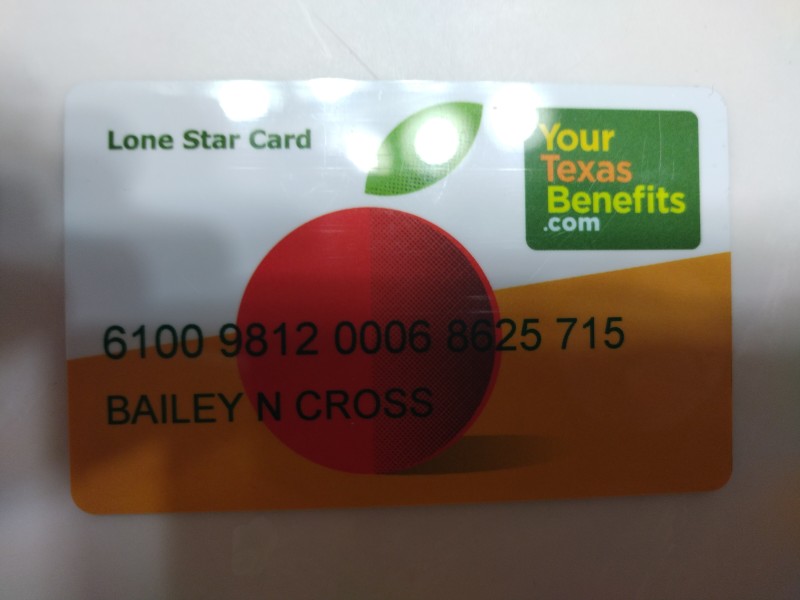 Lone Star Card
Your
Texas
Benefits
.com
6100 9812 0006 8625 715
BAILEY N CROSS